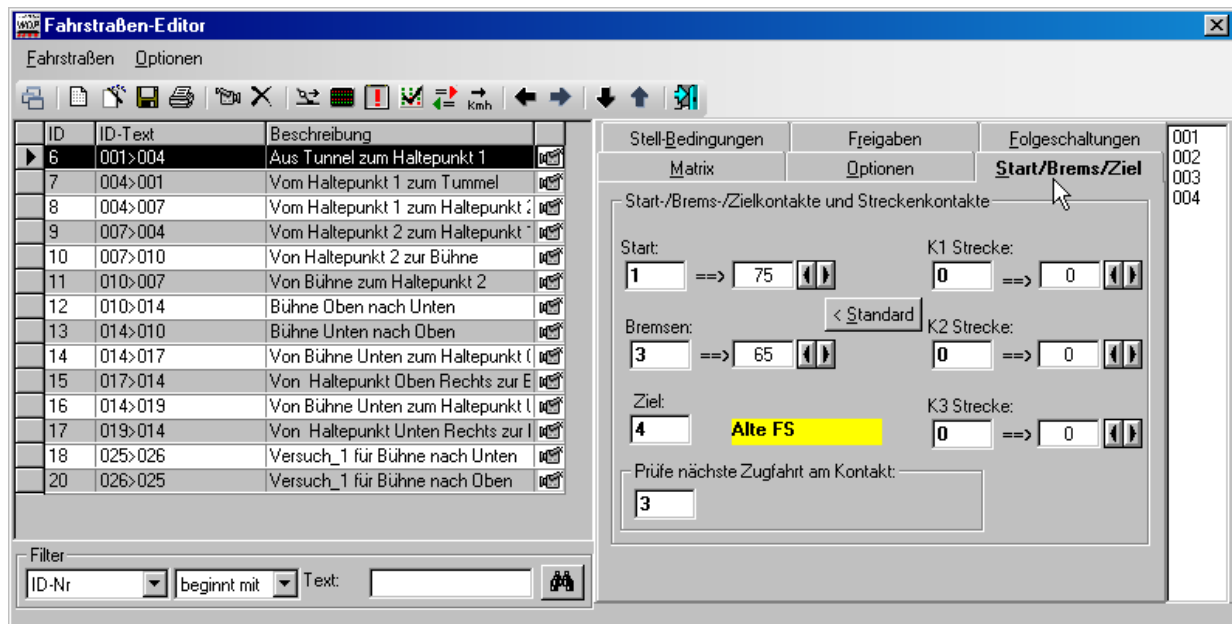 Fahrstraßen-Editor
Fahrstraßen Optionen
Kmh
ID ID-Text Beschreibung
6 001>004 Aus Tunnel zum Haltepunkt 1
7 004>001 Vom Haltepunkt 1 zum Tummel
8 004>007 Vom Haltepunkt 1 zum Haltepunkt
9 007>004 Vom Haltepunkt 2 zum Haltepunkt
10 007>010 Von Haltepunkt 2 zur Bühne
11 010>007 Von Bühne zum Haltepunkt 2
12 010>014 Bühne Oben nach Unten
13 014>010 Bühne Unten nach Oben
14 014>017 Von Bühne Unten zum Haltepunkt
15 017>014 Von Haltepunkt Oben Rechts zur
16 014>019 Von Bühne Unten zum Haltepunkt
17 019>014 Von Haltepunkt Unten Rechts zur
18 025>026 Versuch_1 für Bühne nach Unten
20 026>025 Versuch_1 für Bühne nach Oben
Filter
ID-Nr beginnt mit Text:
Stell-Bedingungen Freigaben Folgeschaltungen
Matrix Optionen Start/Brems/Ziel
Start-/Brems-/Zielkontakte und Streckenkontakte
Start: K1 Strecke:
1 ==> 75 0 ==> 0
< Standard
Bremsen: K2 Strecke:
3 ==> 65 0 ==> 0
Ziel: K3 Strecke:
4 Alte FS 0 ==> 0
Prüfe nächste Zugfahrt am Kontakt:
3
001
002
003
004